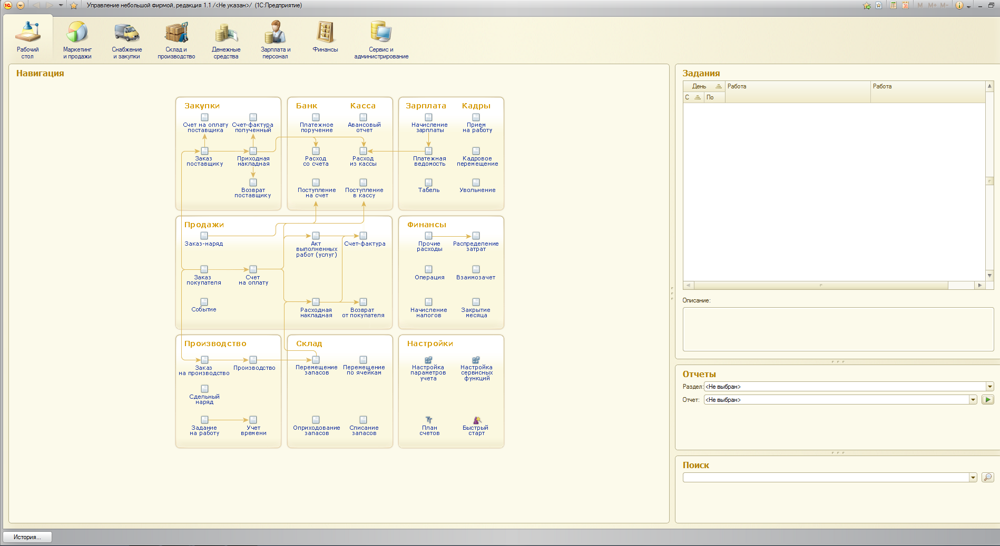 Управление небольшой фирмой, редакция 1.1 /<Не указан>/ (1С:Предприятие)
M M+ M-
Рабочий
стол
Маркетинг
и продажи
Снабжение
и закупки
Склад и
производство
Денежные
средства
Зарплата и
персонал
Финансы
Сервис и
администрирование
Навигация
Закупки
Счет на оплату
поставщика
Счет-фактура
полученный
Заказ
поставщику
Приходная
накладная
Возврат
поставщику
Банк
Касса
Платежное
поручение
Авансовый
отчет
Расход
со счета
Расход
из кассы
Поступление
на счет
Поступление
в кассу
Зарплата
Кадры
Начисление
зарплаты
Прием
на работу
Платежная
ведомость
Кадровое
перемещение
Табель
Увольнение
Продажи
Заказ-наряд
Акт
выполненных
работ (услуг)
Счет-фактура
Заказ
покупателя
Счет
на оплату
Событие
Расходная
накладная
Возврат
от покупателя
Финансы
Прочие
расходы
Распределение
затрат
Операция
Взаимозачет
Начисление
налогов
Закрытие
месяца
Производство
Заказ
на производство
Производство
Сдельный
наряд
Задание
на работу
Учет
времени
Склад
Перемещение
запасов
Перемещение
по ячейкам
Оприходование
запасов
Списание
запасов
Настройки
Настройка
параметров
учета
Настройка
сервисных
функций
План
счетов
Быстрый
старт
Задания
День
Работа
Работа
С
По
Описание:
Отчеты
Раздел: <Не выбран>
Отчет: <Не выбран>
Поиск
История...